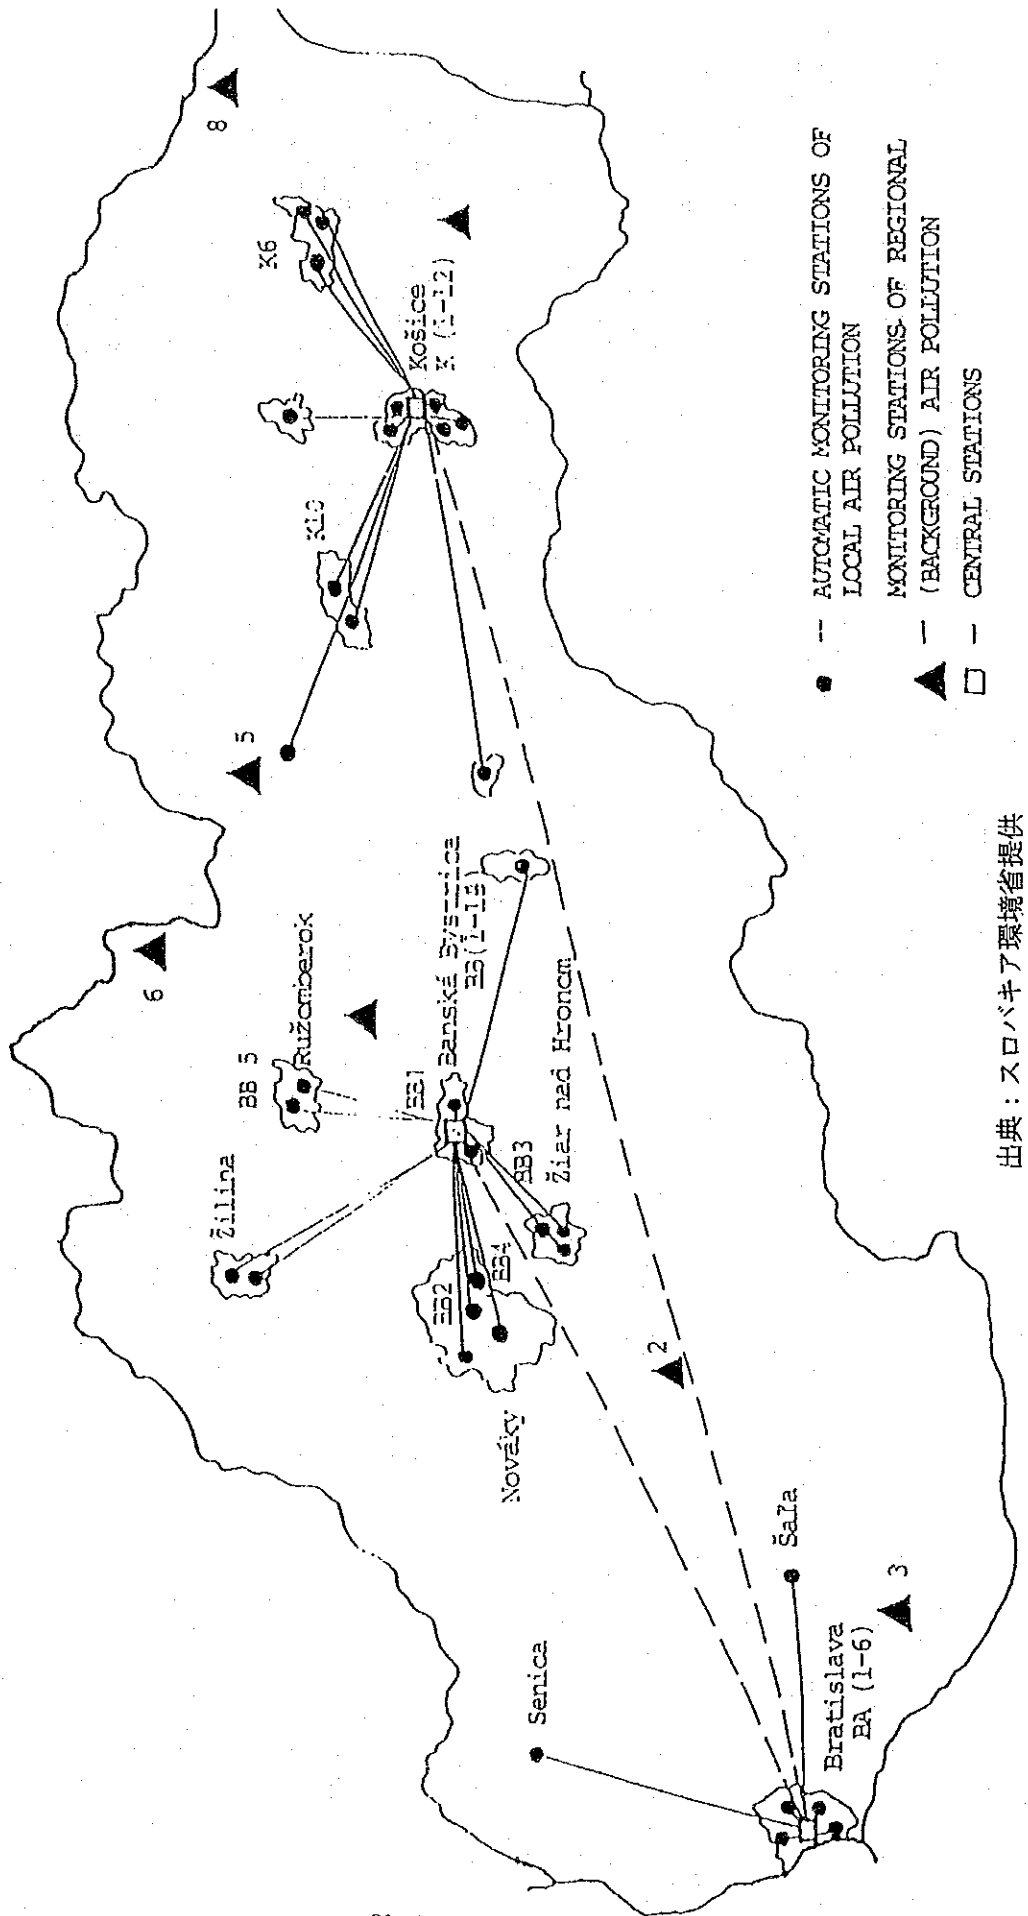 Senica
Šaľa
Bratislava
BA (1-6)
3
2
Nováky
BB2
BB4
Žilina
BB3
Žiar nad Hronom
BB 5
Ružomberok
BB1
Banská Bystrica
6
5
K10
Košice
K (1-12)
K6
8
● -- AUTOMATIC MONITORING STATIONS OF
LOCAL AIR POLLUTION
MONITORING STATIONS OF REGIONAL
▲ — (BACKGROUND) AIR POLLUTION
□ — CENTRAL STATIONS
出典：スロバキア環境省提供